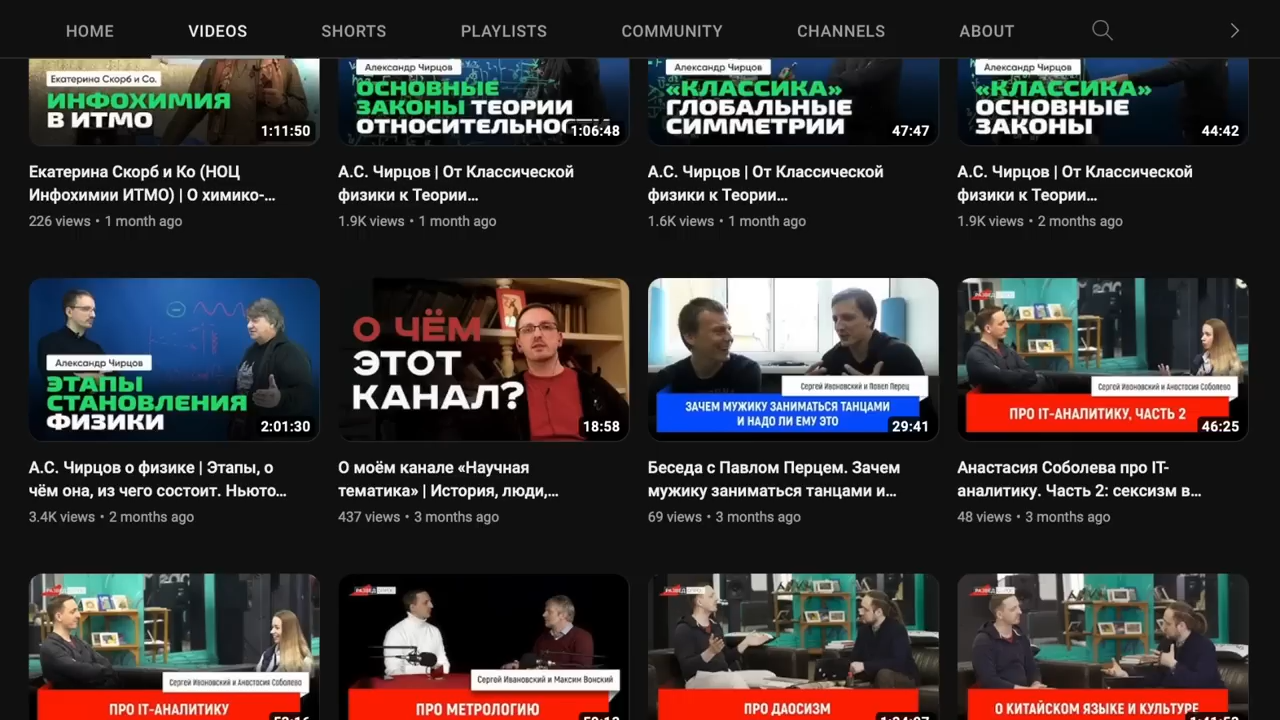 HOME VIDEOS SHORTS PLAYLISTS COMMUNITY CHANNELS ABOUT
Екатерина Скорб и Со.
ИНФОХИМИЯ
В ИТМО
1:11:50
Александр Чирцов
ОСНОВНЫЕ
ЗАКОНЫ ТЕОРИИ
ОТНОСИТЕЛЬНОС
1:06:48
Александр Чирцов
«КЛАССИКА»
ГЛОБАЛЬНЫЕ
СИММЕТРИИ
47:47
Александр Чирцов
«КЛАССИКА»
ОСНОВНЫЕ
ЗАКОНЫ
44:42
Екатерина Скорб и Ко (НОЦ
Инфохимии ИТМО) | О химико-...
226 views • 1 month ago
А.С. Чирцов | От Классической
физики к Теории...
1.9K views • 1 month ago
А.С. Чирцов | От Классической
физики к Теории...
1.6K views • 1 month ago
А.С. Чирцов | От Классической
физики к Теории...
1.9K views • 2 months ago
Александр Чирцов
ЭТАПЫ
СТАНОВЛЕНИЯ
ФИЗИКИ
2:01:30
О ЧЁМ
ЭТОТ
КАНАЛ?
18:58
Сергей Ивановский и Павел Перец
ЗАЧЕМ МУЖИКУ ЗАНИМАТЬСЯ ТАНЦАМИ
И НАДО ЛИ ЕМУ ЭТО
29:41
Сергей Ивановский и Анастасия Соболева
ПРО IT-АНАЛИТИКУ, ЧАСТЬ 2
46:25
А.С. Чирцов о физике | Этапы, о
чём она, из чего состоит. Ньюто...
3.4K views • 2 months ago
О моём канале «Научная
тематика» | История, люди,...
437 views • 3 months ago
Беседа с Павлом Перцем. Зачем
мужику заниматься танцами и...
69 views • 3 months ago
Анастасия Соболева про IT-
аналитику. Часть 2: сексизм в...
48 views • 3 months ago
Сергей Ивановский и Анастасия Соболева
ПРО IT-АНАЛИТИКУ
Сергей Ивановский и Максим Вонский
ПРО МЕТРОЛОГИЮ
ПРО ДАОСИЗМ
О КИТАЙСКОМ ЯЗЫКЕ И КУЛЬТУРЕ